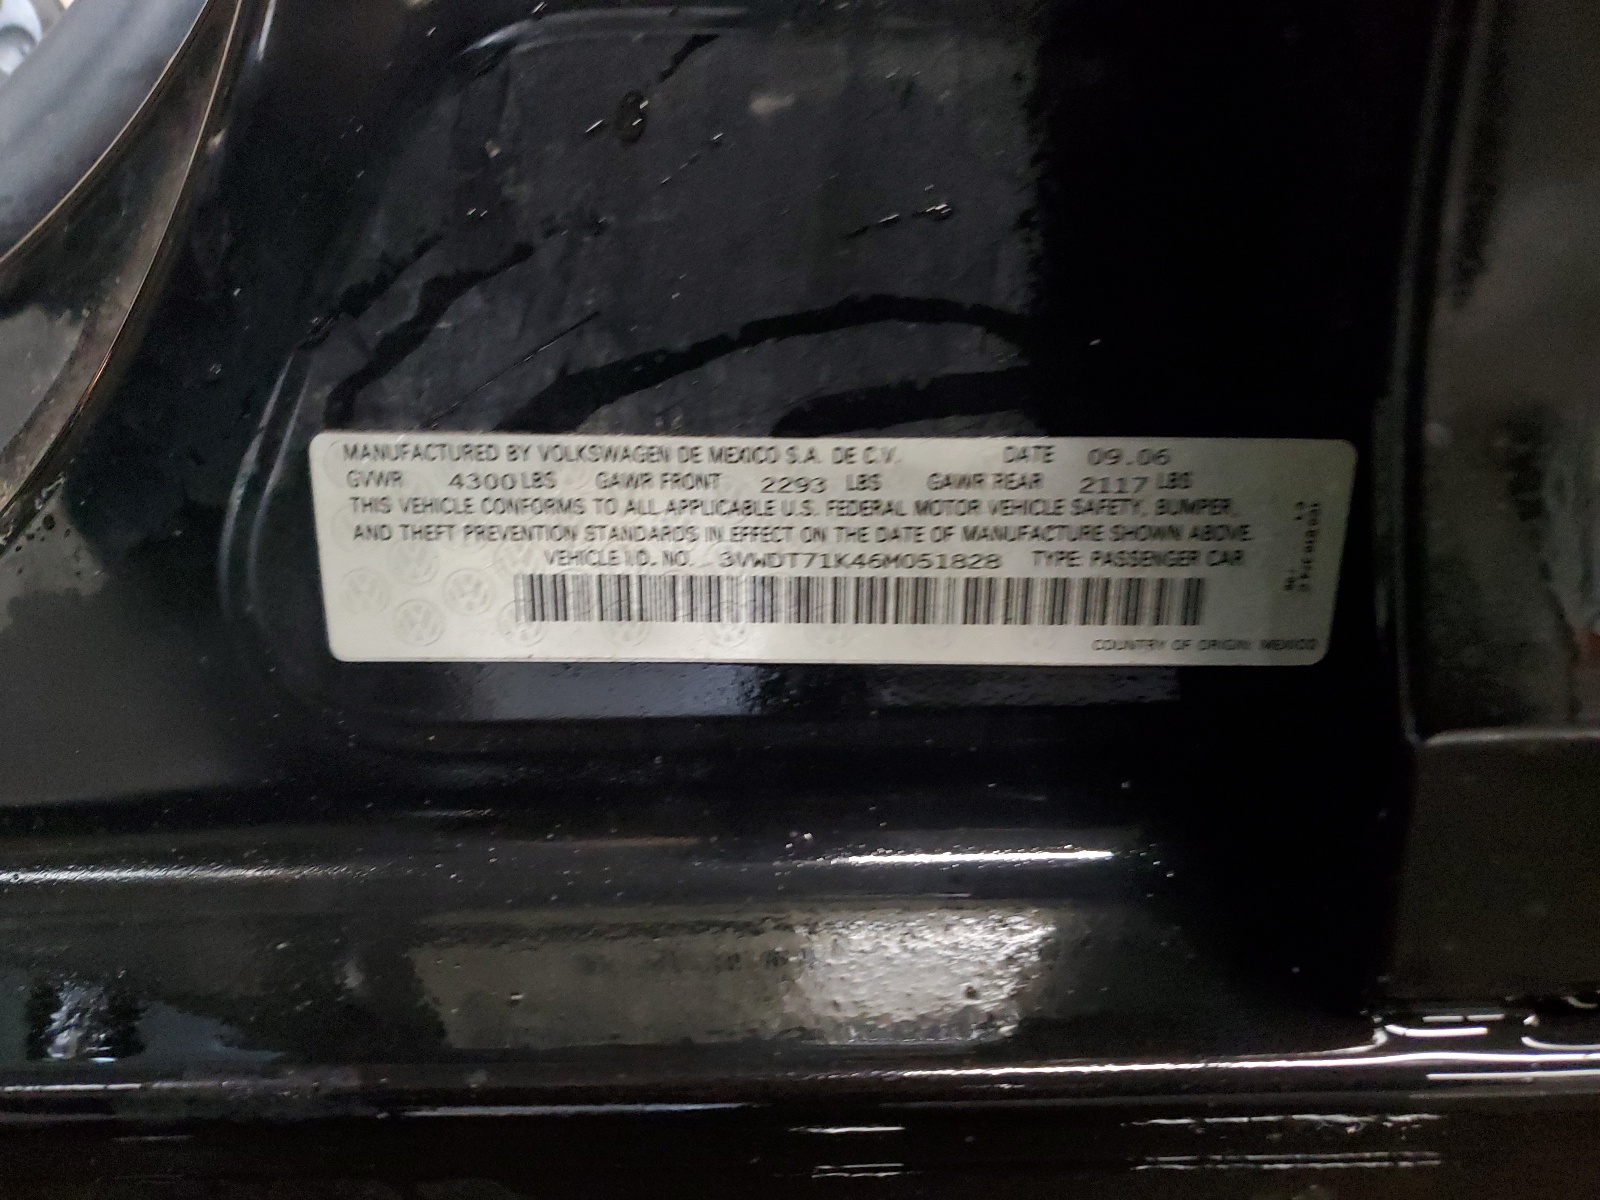 MANUFACTURED BY VOLKSWAGEN DE MEXICO S.A. DE C.V. DATE 09.06
GVWR 4300 LBS GAWR FRONT 2293 LBS GAWR REAR 2117 LBS
THIS VEHICLE CONFORMS TO ALL APPLICABLE U.S. FEDERAL MOTOR VEHICLE SAFETY, BUMPER,
AND THEFT PREVENTION STANDARDS IN EFFECT ON THE DATE OF MANUFACTURE SHOWN ABOVE.
VEHICLE I.D. NO. 3VWDT71K46M051828 TYPE: PASSENGER CAR
COUNTRY OF ORIGIN: MEXICO